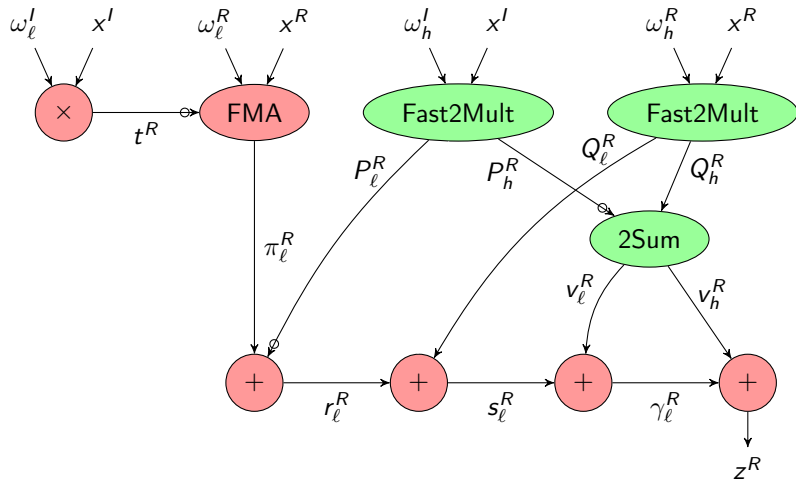 ω_ℓ^I x^I ω_ℓ^R x^R ω_h^I x^I ω_h^R x^R
× FMA Fast2Mult Fast2Mult
t^R
P_ℓ^R P_h^R Q_ℓ^R Q_h^R
2Sum
π_ℓ^R
v_ℓ^R v_h^R
+ + + +
r_ℓ^R s_ℓ^R γ_ℓ^R
z^R